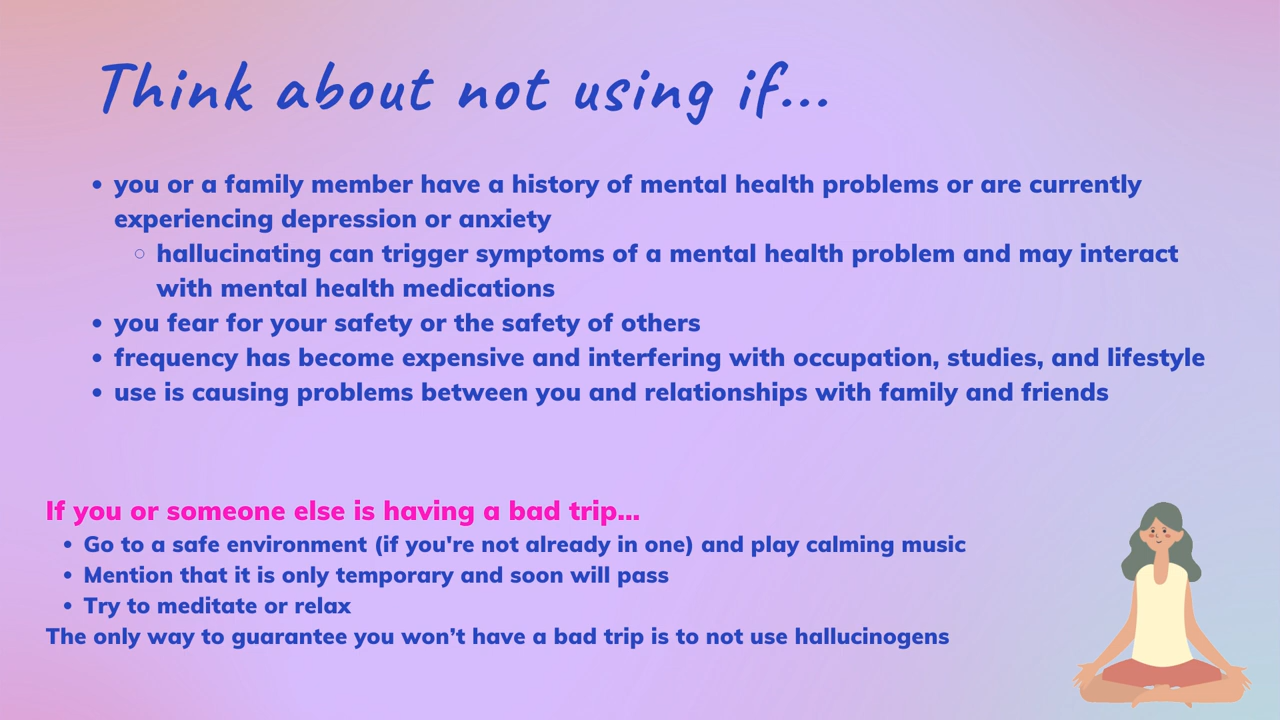 Think about not using if...
• you or a family member have a history of mental health problems or are currently
experiencing depression or anxiety
○ hallucinating can trigger symptoms of a mental health problem and may interact
with mental health medications
• you fear for your safety or the safety of others
• frequency has become expensive and interfering with occupation, studies, and lifestyle
• use is causing problems between you and relationships with family and friends
If you or someone else is having a bad trip...
• Go to a safe environment (if you're not already in one) and play calming music
• Mention that it is only temporary and soon will pass
• Try to meditate or relax
The only way to guarantee you won’t have a bad trip is to not use hallucinogens